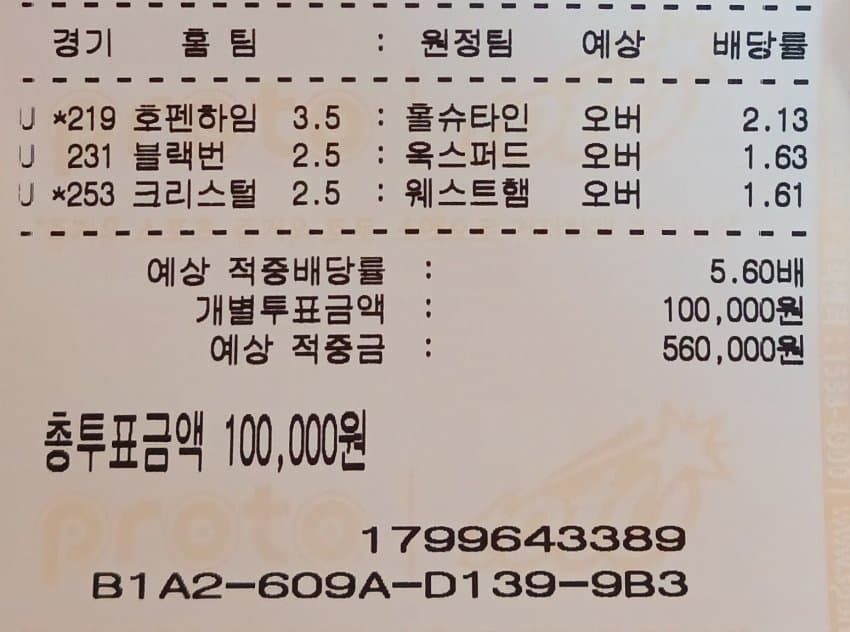 경기 홈 팀 : 원정팀 예상 배당률
U *219 호펜하임 3.5 : 홀슈타인 오버 2.13
U 231 블랙번 2.5 : 옥스퍼드 오버 1.63
U *253 크리스털 2.5 : 웨스트햄 오버 1.61
예상 적중배당률 : 5.60배
개별투표금액 : 100,000원
예상 적중금 : 560,000원
총투표금액 100,000원
proto
1799643389
B1A2-609A-D139-9B3